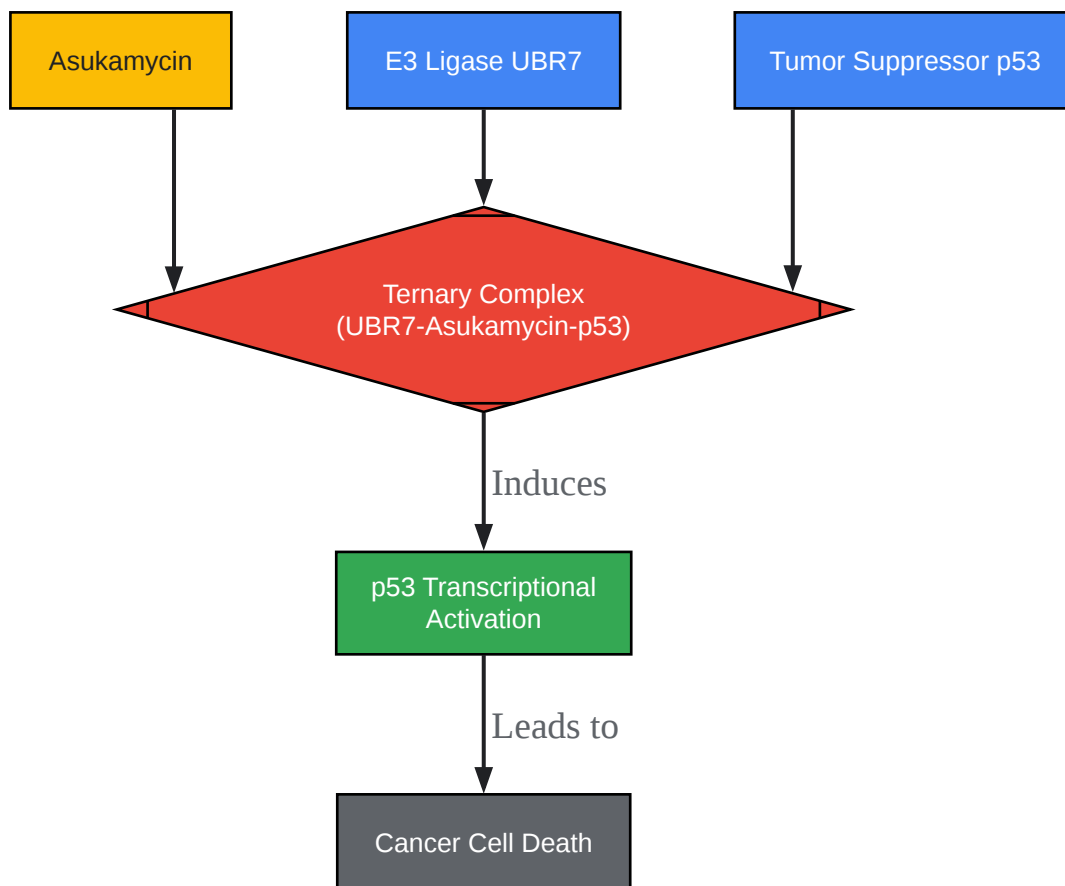 Asukamycin
E3 Ligase UBR7
Tumor Suppressor p53
Ternary Complex
(UBR7-Asukamycin-p53)
Induces
p53 Transcriptional
Activation
Leads to
Cancer Cell Death